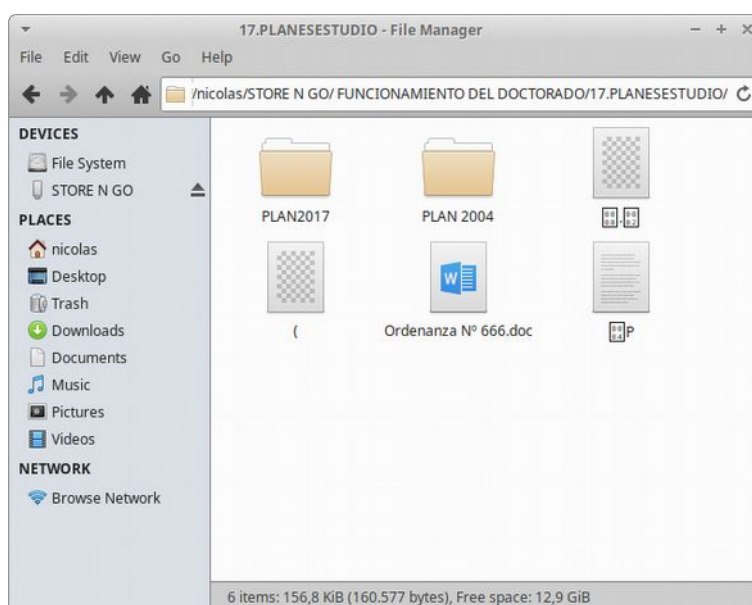 17.PLANESESTUDIO - File Manager
File Edit View Go Help
/nicolas/STORE N GO/ FUNCIONAMIENTO DEL DOCTORADO/17.PLANESESTUDIO/
DEVICES
File System
STORE N GO
PLACES
nicolas
Desktop
Trash
Downloads
Documents
Music
Pictures
Videos
NETWORK
Browse Network
PLAN2017
PLAN 2004
.
(
Ordenanza Nº 666.doc
P
6 items: 156,8 KiB (160.577 bytes), Free space: 12,9 GiB